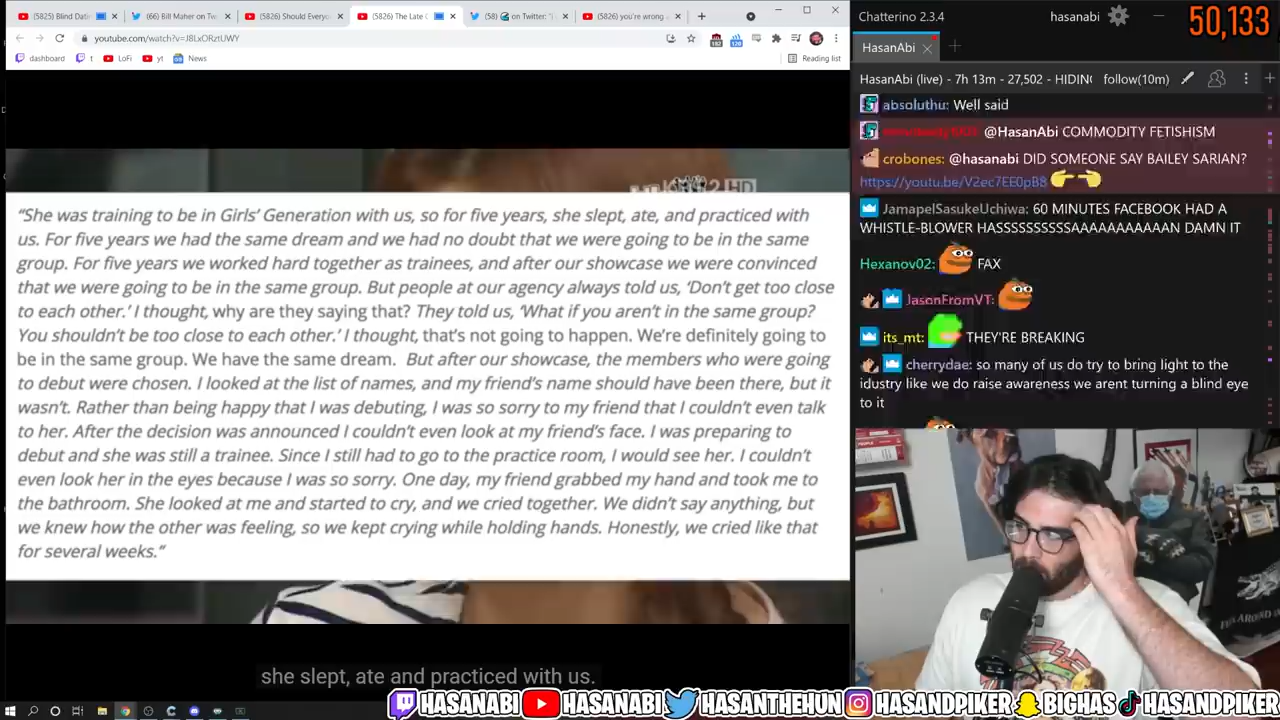 (5825) Blind Dati
(66) Bill Maher on Tw
(5826) Should Everyo
(5826) The Late (
(58) on Twitter: "I
(5826) you're wrong
youtube.com/watch?v=J8LxORztUWY
dashboard
t
LoFi
yt
News
Reading list
2 HD
“She was training to be in Girls’ Generation with us, so for five years, she slept, ate, and practiced with
us. For five years we had the same dream and we had no doubt that we were going to be in the same
group. For five years we worked hard together as trainees, and after our showcase we were convinced
that we were going to be in the same group. But people at our agency always told us, ‘Don’t get too close
to each other.’ I thought, why are they saying that? They told us, ‘What if you aren’t in the same group?
You shouldn’t be too close to each other.’ I thought, that’s not going to happen. We’re definitely going to
be in the same group. We have the same dream. But after our showcase, the members who were going
to debut were chosen. I looked at the list of names, and my friend’s name should have been there, but it
wasn’t. Rather than being happy that I was debuting, I was so sorry to my friend that I couldn’t even talk
to her. After the decision was announced I couldn’t even look at my friend’s face. I was preparing to
debut and she was still a trainee. Since I still had to go to the practice room, I would see her. I couldn’t
even look her in the eyes because I was so sorry. One day, my friend grabbed my hand and took me to
the bathroom. She looked at me and started to cry, and we cried together. We didn’t say anything, but
we knew how the other was feeling, so we kept crying while holding hands. Honestly, we cried like that
for several weeks.”
she slept, ate and practiced with us.
Chatterino 2.3.4
hasanabi
50,133
HasanAbi
HasanAbi (live) - 7h 13m - 27,502 - HIDIN
follow(10m)
absoluthu: Well said
@HasanAbi COMMODITY FETISHISM
crobones: @hasanabi DID SOMEONE SAY BAILEY SARIAN?
https://youtu.be/V2ec7EE0pB8
JamapelSasukeUchiwa: 60 MINUTES FACEBOOK HAD A
WHISTLE-BLOWER HASSSSSSSSSAAAAAAAAAAN DAMN IT
Hexanov02: FAX
JasonFromVT:
its_mt: THEY'RE BREAKING
cherrydae: so many of us do try to bring light to the
idustry like we do raise awareness we arent turning a blind eye
to it
HASANABI
HASANABI
HASANTHEHUN
HASANDPIKER
BIGHAS
HASANDPIKER